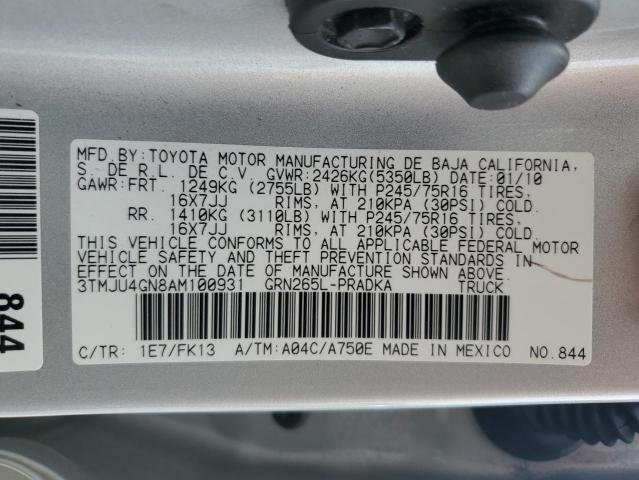 MFD.BY:TOYOTA MOTOR MANUFACTURING DE BAJA CALIFORNIA,
S. DE R.L. DE C.V. GVWR:2426KG(5350LB) DATE:01/10
GAWR:FRT. 1249KG (2755LB) WITH P245/75R16 TIRES,
16X7JJ RIMS, AT 210KPA (30PSI) COLD.
RR. 1410KG (3110LB) WITH P245/75R16 TIRES,
16X7JJ RIMS, AT 210KPA (30PSI) COLD.
THIS VEHICLE CONFORMS TO ALL APPLICABLE FEDERAL MOTOR
VEHICLE SAFETY AND THEFT PREVENTION STANDARDS IN
EFFECT ON THE DATE OF MANUFACTURE SHOWN ABOVE.
3TMJU4GN8AM100931 GRN265L-PRADKA TRUCK
C/TR: 1E7/FK13 A/TM:A04C/A750E MADE IN MEXICO NO.844
844